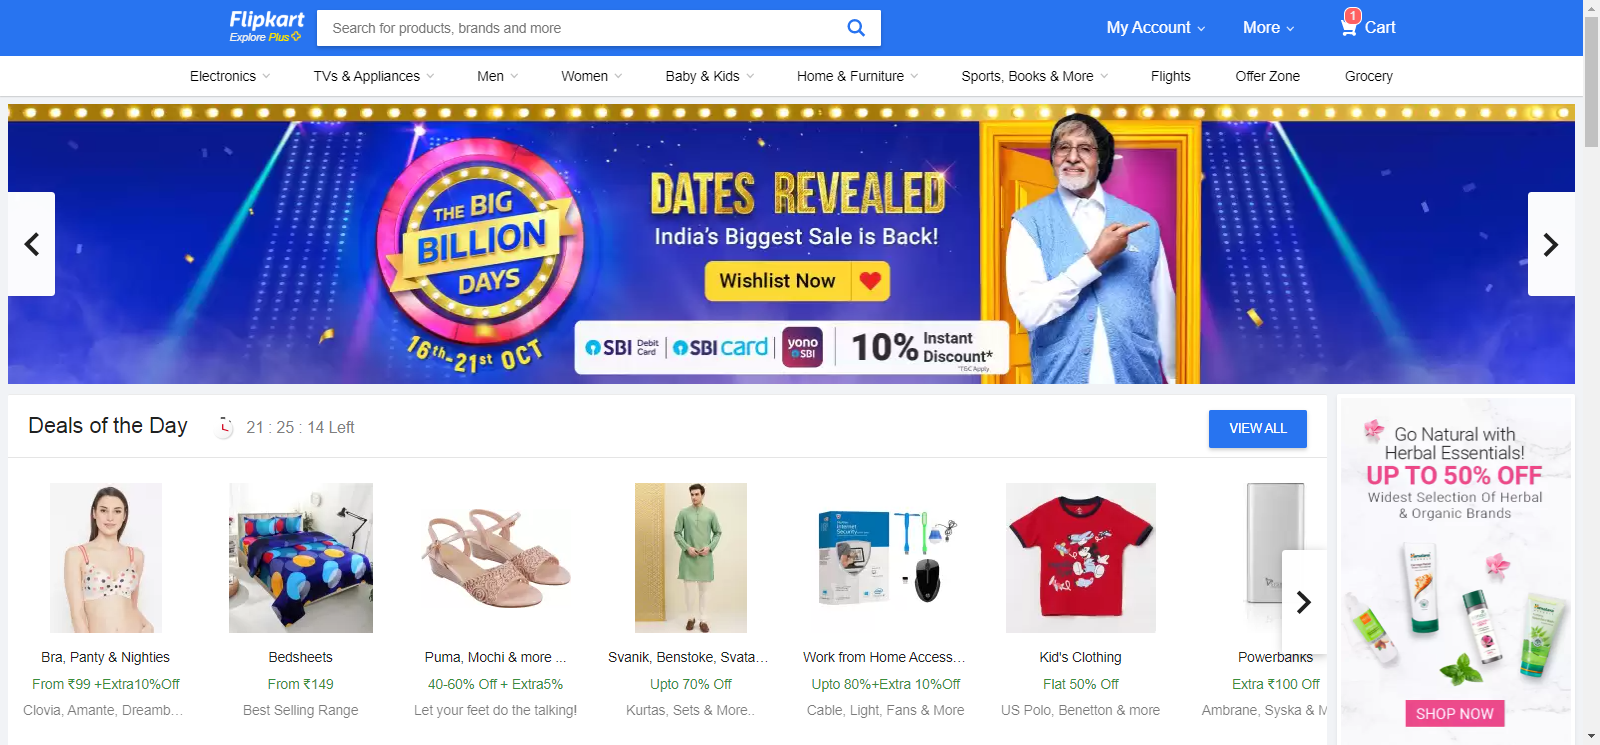 Flipkart
Explore Plus
Search for products, brands and more
My Account
More
1
Cart
Electronics
TVs & Appliances
Men
Women
Baby & Kids
Home & Furniture
Sports, Books & More
Flights
Offer Zone
Grocery
THE BIG
BILLION
DAYS
16th-21st OCT
DATES REVEALED
India's Biggest Sale is Back!
Wishlist Now
SBI Debit Card
SBI card
yono
SBI
10% Instant Discount*
*T&C Apply
Deals of the Day
21 : 25 : 14 Left
VIEW ALL
Bra, Panty & Nighties
From ₹99 +Extra10%Off
Clovia, Amante, Dreamb...
Bedsheets
From ₹149
Best Selling Range
Puma, Mochi & more ...
40-60% Off + Extra5%
Let your feet do the talking!
Svanik, Benstoke, Svata...
Upto 70% Off
Kurtas, Sets & More..
Internet
Security
Work from Home Access...
Upto 80%+Extra 10%Off
Cable, Light, Fans & More
Kid's Clothing
Flat 50% Off
US Polo, Benetton & more
Powerbanks
Extra ₹100 Off
Ambrane, Syska & M
Go Natural with
Herbal Essentials!
UP TO 50% OFF
Widest Selection Of Herbal
& Organic Brands
SHOP NOW